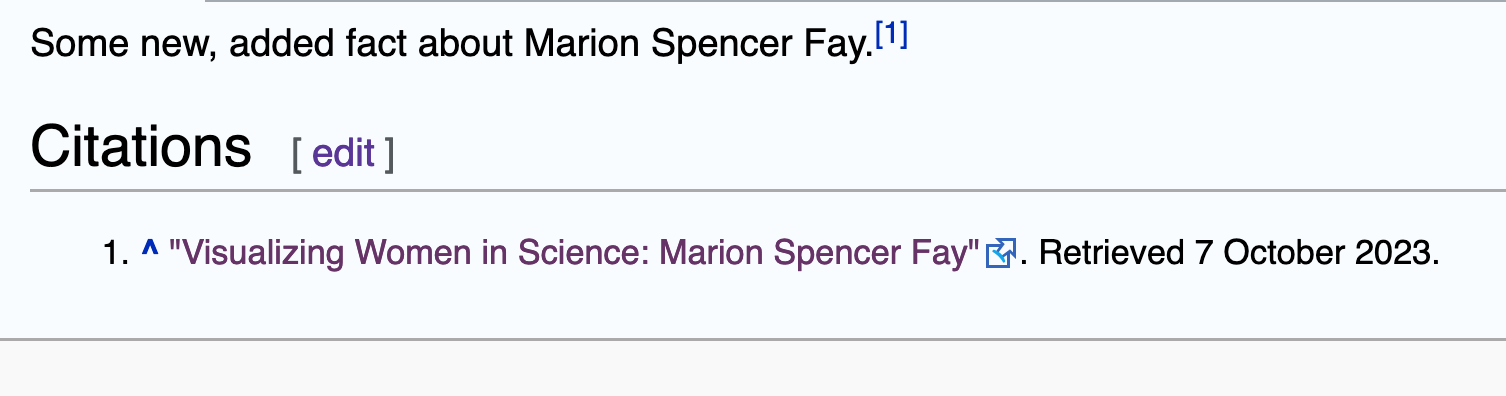 Some new, added fact about Marion Spencer Fay.[1]
Citations [ edit ]
1. ^ "Visualizing Women in Science: Marion Spencer Fay". Retrieved 7 October 2023.